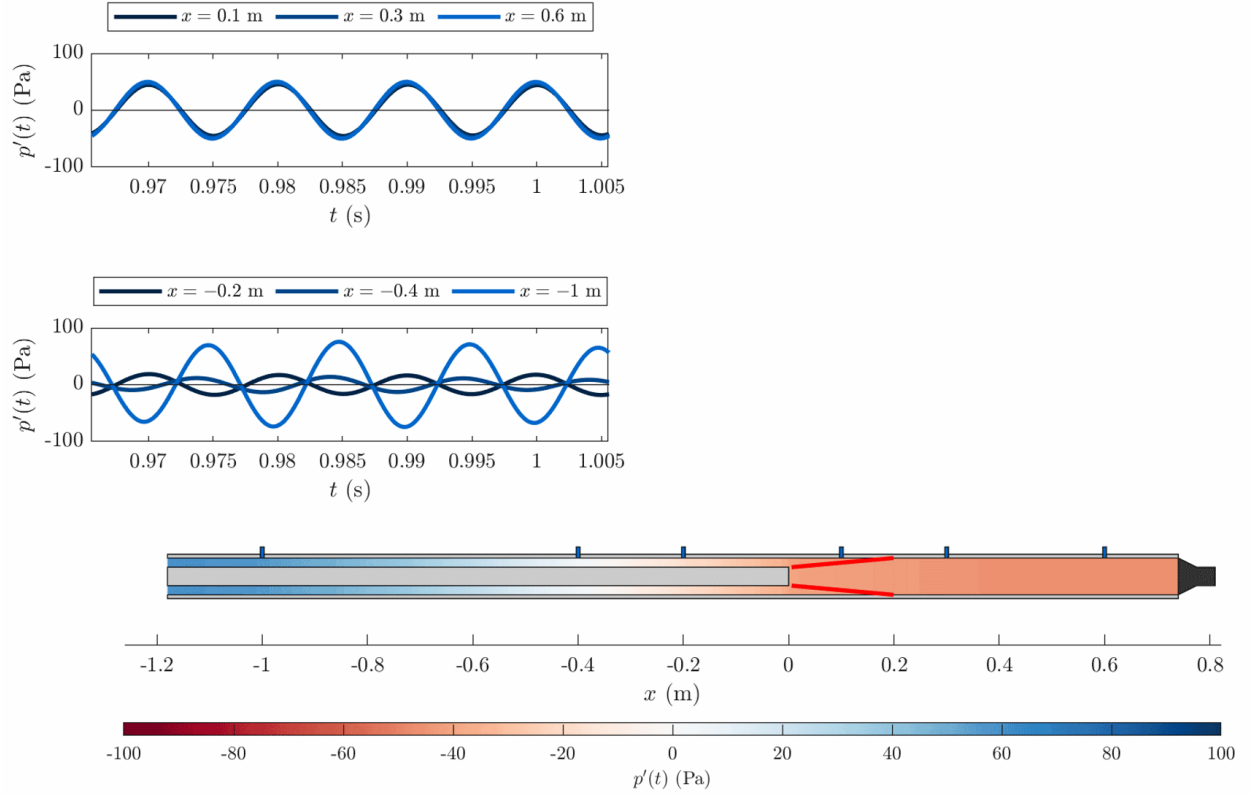 x = 0.1 m x = 0.3 m x = 0.6 m
100
0
-100
p′(t) (Pa)
0.97 0.975 0.98 0.985 0.99 0.995 1 1.005
t (s)
x = −0.2 m x = −0.4 m x = −1 m
100
0
-100
p′(t) (Pa)
0.97 0.975 0.98 0.985 0.99 0.995 1 1.005
t (s)
-1.2 -1 -0.8 -0.6 -0.4 -0.2 0 0.2 0.4 0.6 0.8
x (m)
-100 -80 -60 -40 -20 0 20 40 60 80 100
p′(t) (Pa)